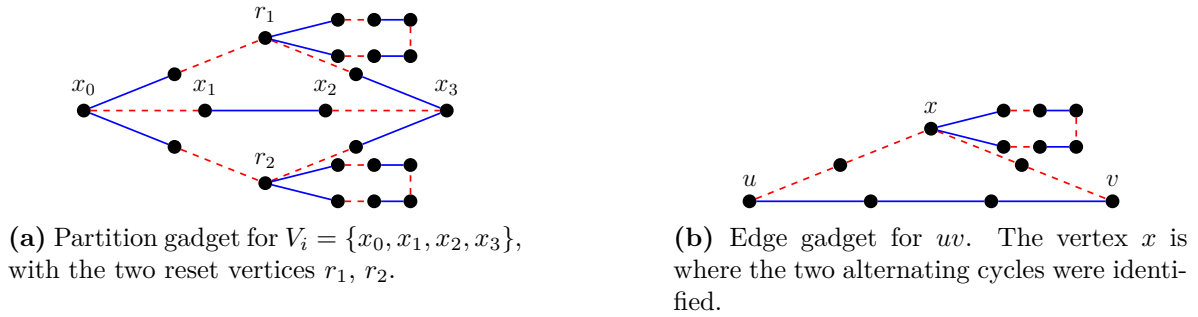 r₁
x₀ x₁ x₂ x₃
r₂
x
u v
(a) Partition gadget for Vᵢ = {x₀, x₁, x₂, x₃},
with the two reset vertices r₁, r₂.
(b) Edge gadget for uv. The vertex x is
where the two alternating cycles were identi-
fied.